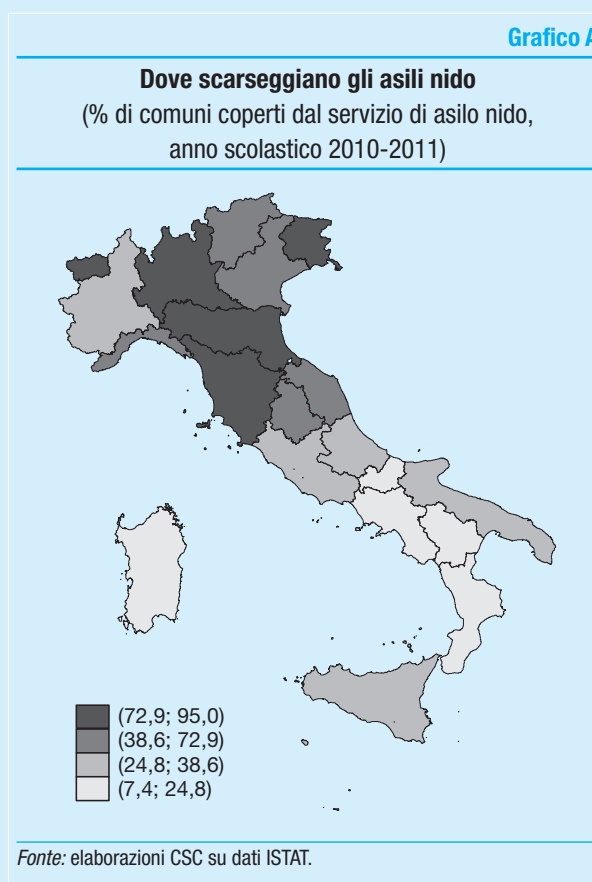 Grafico A
Dove scarseggiano gli asili nido
(% di comuni coperti dal servizio di asilo nido,
anno scolastico 2010-2011)
(72,9; 95,0)
(38,6; 72,9)
(24,8; 38,6)
(7,4; 24,8)
Fonte: elaborazioni CSC su dati ISTAT.